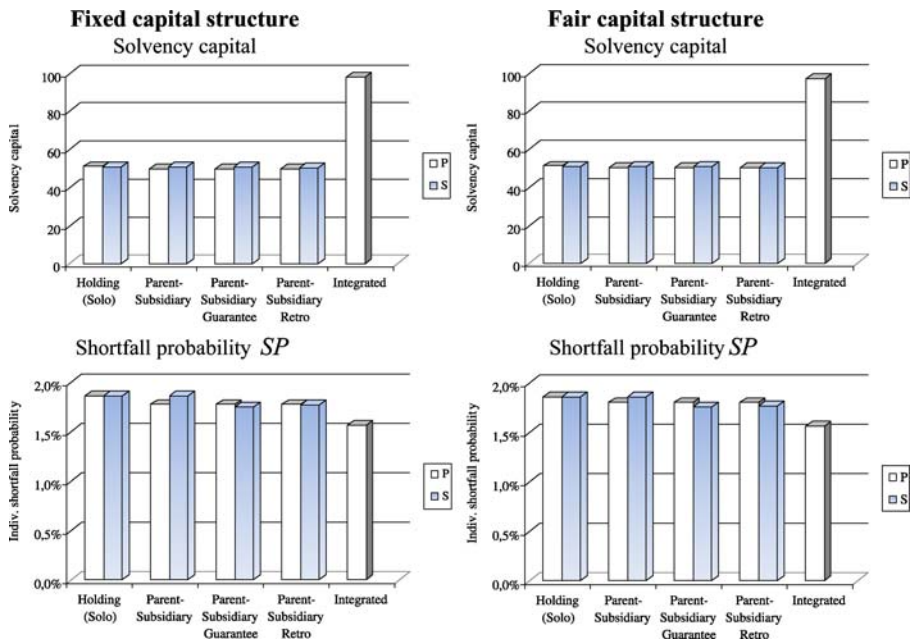 Fixed capital structure
Solvency capital
Solvency capital
100
80
60
40
20
0
Holding (Solo)
Parent-Subsidiary
Parent-Subsidiary Guarantee
Parent-Subsidiary Retro
Integrated
P
S
Fair capital structure
Solvency capital
Solvency capital
100
80
60
40
20
0
Holding (Solo)
Parent-Subsidiary
Parent-Subsidiary Guarantee
Parent-Subsidiary Retro
Integrated
P
S
Shortfall probability SP
Indiv. shortfall probability
2,0%
1,5%
1,0%
0,5%
0,0%
Holding (Solo)
Parent-Subsidiary
Parent-Subsidiary Guarantee
Parent-Subsidiary Retro
Integrated
P
S
Shortfall probability SP
Indiv. shortfall probability
2,0%
1,5%
1,0%
0,5%
0,0%
Holding (Solo)
Parent-Subsidiary
Parent-Subsidiary Guarantee
Parent-Subsidiary Retro
Integrated
P
S